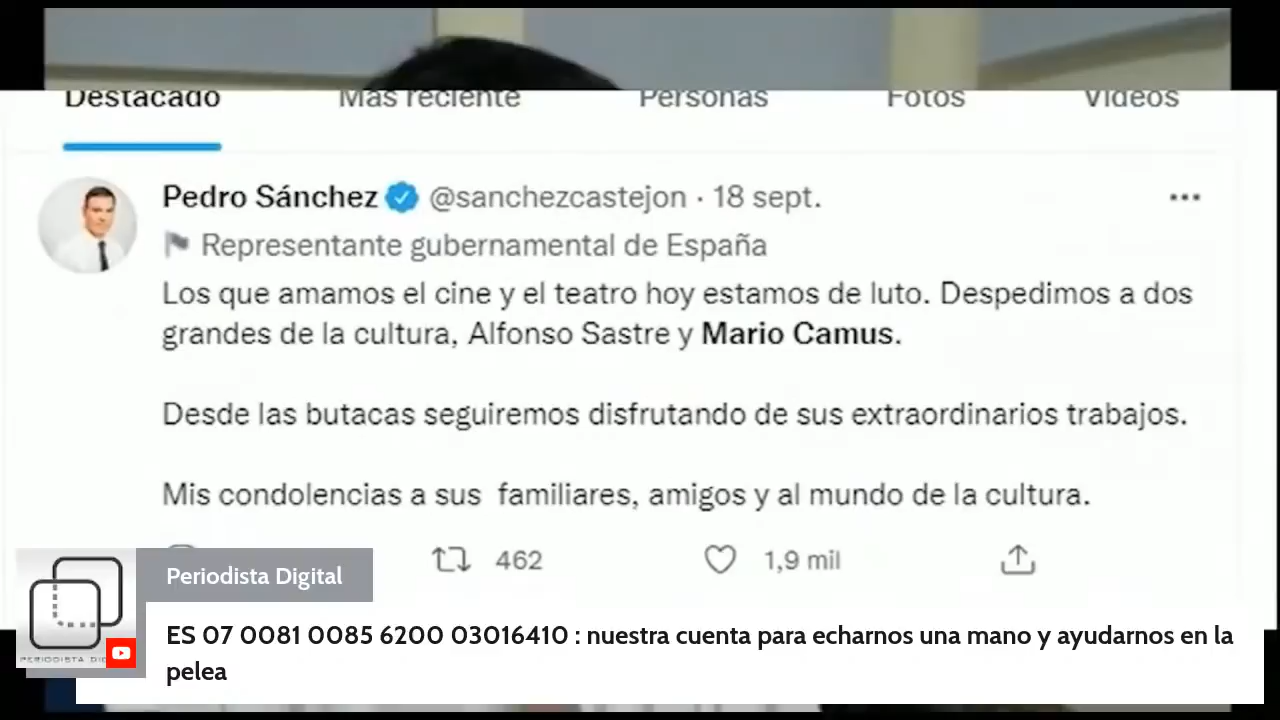 Destacado Más reciente Personas Fotos Vídeos
Pedro Sánchez @sanchezcastejon · 18 sept.
Representante gubernamental de España
Los que amamos el cine y el teatro hoy estamos de luto. Despedimos a dos
grandes de la cultura, Alfonso Sastre y Mario Camus.
Desde las butacas seguiremos disfrutando de sus extraordinarios trabajos.
Mis condolencias a sus familiares, amigos y al mundo de la cultura.
462 1,9 mil
Periodista Digital
ES 07 0081 0085 6200 03016410 : nuestra cuenta para echarnos una mano y ayudarnos en la
pelea
PERIODISTA